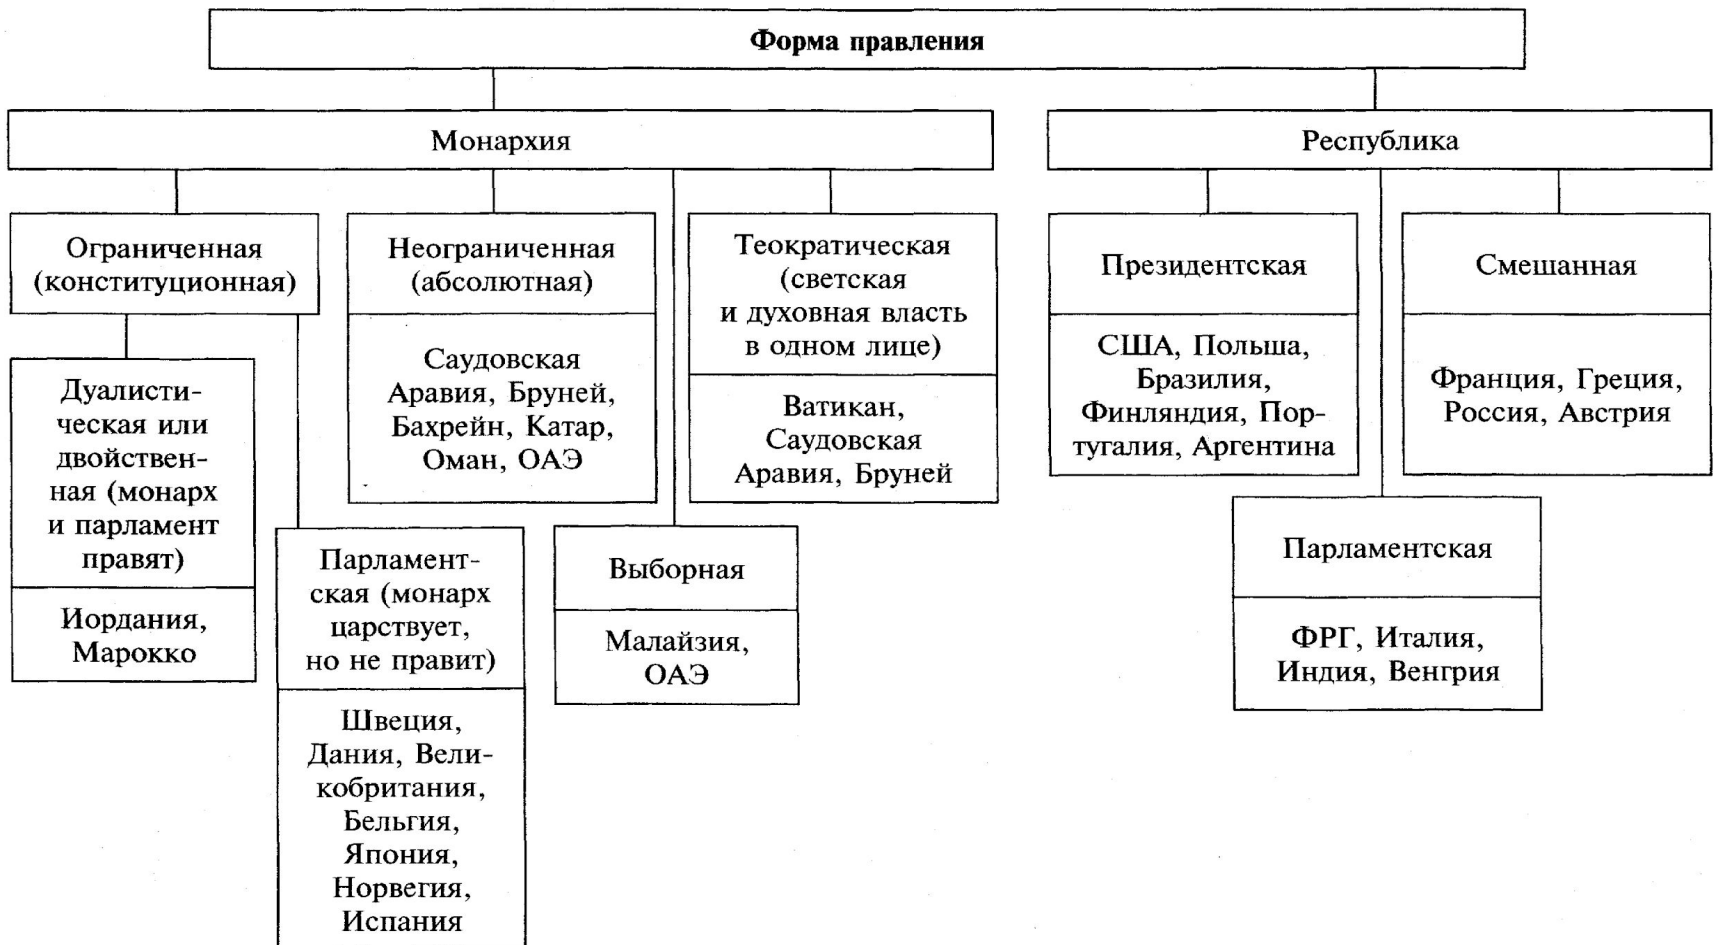 Форма правления
Монархия
Республика
Ограниченная
(конституционная)
Дуалисти-
ческая или
двойствен-
ная (монарх
и парламент
правят)
Иордания,
Марокко
Парламент-
ская (монарх
царствует,
но не правит)
Швеция,
Дания, Вели-
кобритания,
Бельгия,
Япония,
Норвегия,
Испания
Неограниченная
(абсолютная)
Саудовская
Аравия, Бруней,
Бахрейн, Катар,
Оман, ОАЭ
Выборная
Малайзия,
ОАЭ
Теократическая
(светская
и духовная власть
в одном лице)
Ватикан,
Саудовская
Аравия, Бруней
Президентская
США, Польша,
Бразилия,
Финляндия, Пор-
тугалия, Аргентина
Парламентская
ФРГ, Италия,
Индия, Венгрия
Смешанная
Франция, Греция,
Россия, Австрия